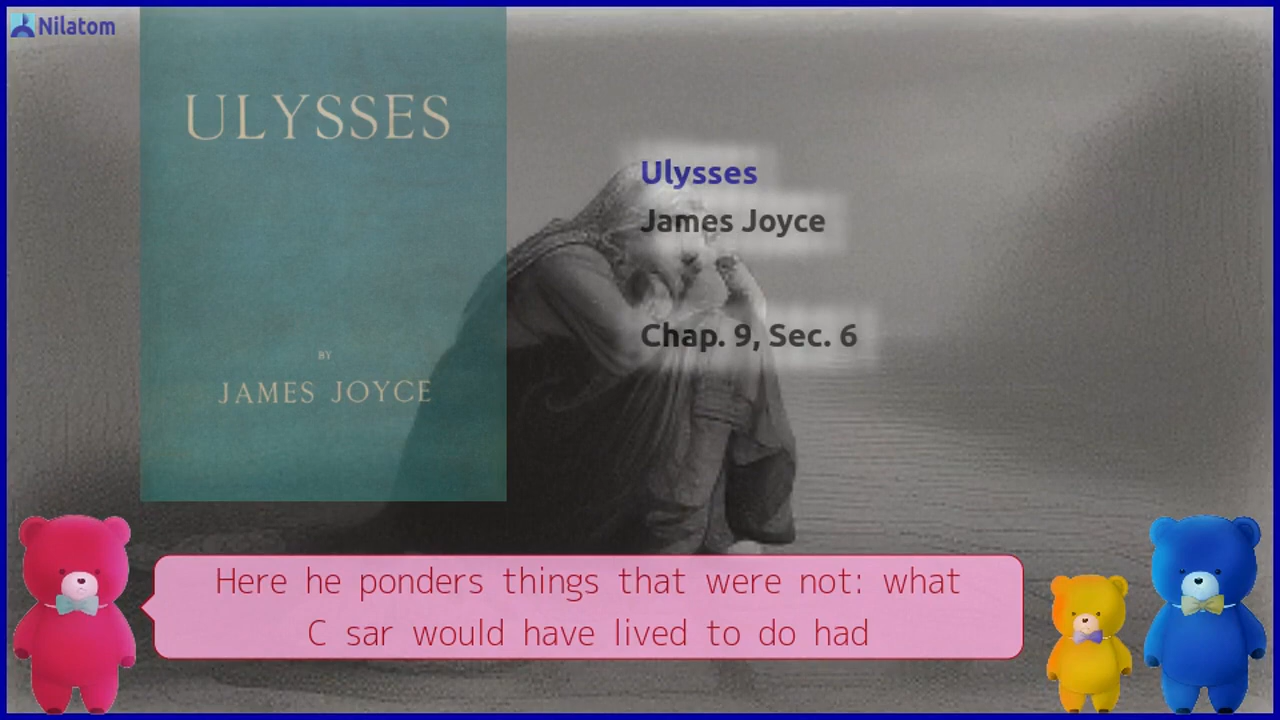 Nilatom
ULYSSES
BY
JAMES JOYCE
Ulysses
James Joyce
Chap. 9, Sec. 6
Here he ponders things that were not: what
C sar would have lived to do had